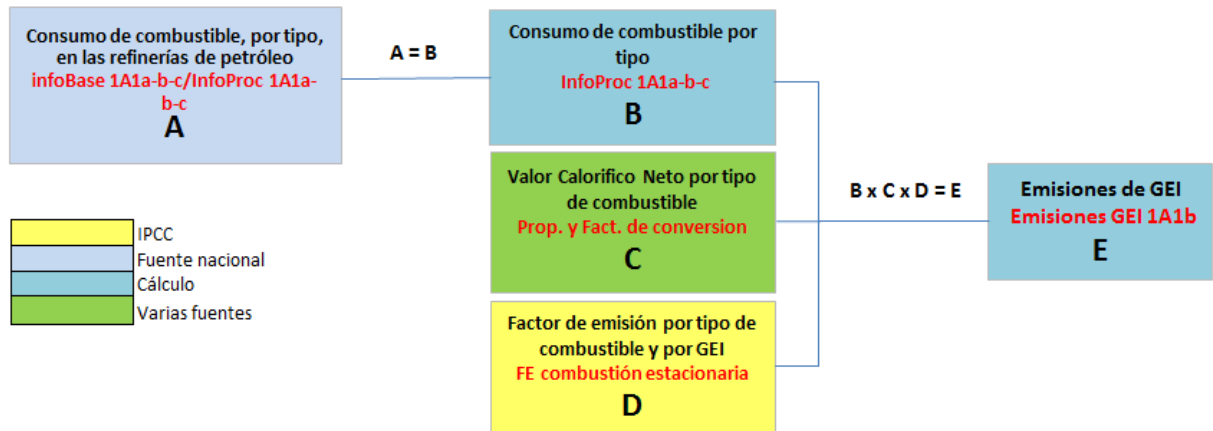 Consumo de combustible, por tipo,
en las refinerías de petróleo
infoBase 1A1a-b-c/InfoProc 1A1a-
b-c
A
A = B
Consumo de combustible por
tipo
InfoProc 1A1a-b-c
B
Valor Calorifico Neto por tipo
de combustible
Prop. y Fact. de conversion
C
Factor de emisión por tipo de
combustible y por GEI
FE combustión estacionaria
D
B x C x D = E
Emisiones de GEI
Emisiones GEI 1A1b
E
IPCC
Fuente nacional
Cálculo
Varias fuentes